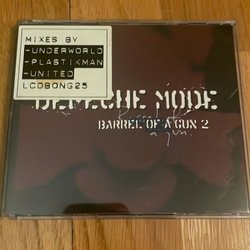 MIXES BY
-UNDERWORLD
-PLASTIKMAN
-UNITED
LCDBONG25
DEPECHE MODE
BARREL OF A GUN 2